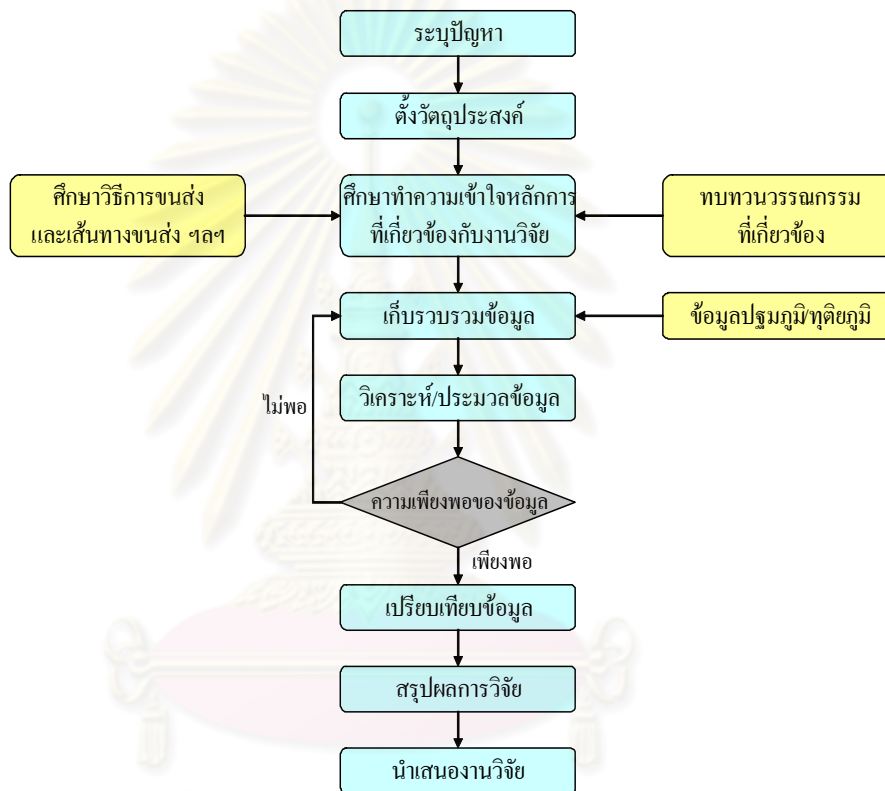 ระบุปัญหา
ตั้งวัตถุประสงค์
ศึกษาวิธีการขนส่ง
และเส้นทางขนส่ง ฯลฯ
ศึกษาทำความเข้าใจหลักการ
ที่เกี่ยวข้องกับงานวิจัย
ทบทวนวรรณกรรม
ที่เกี่ยวข้อง
เก็บรวบรวมข้อมูล
ข้อมูลปฐมภูมิ/ทุติยภูมิ
วิเคราะห์/ประมวลข้อมูล
ไม่พอ
ความเพียงพอของข้อมูล
เพียงพอ
เปรียบเทียบข้อมูล
สรุปผลการวิจัย
นำเสนองานวิจัย